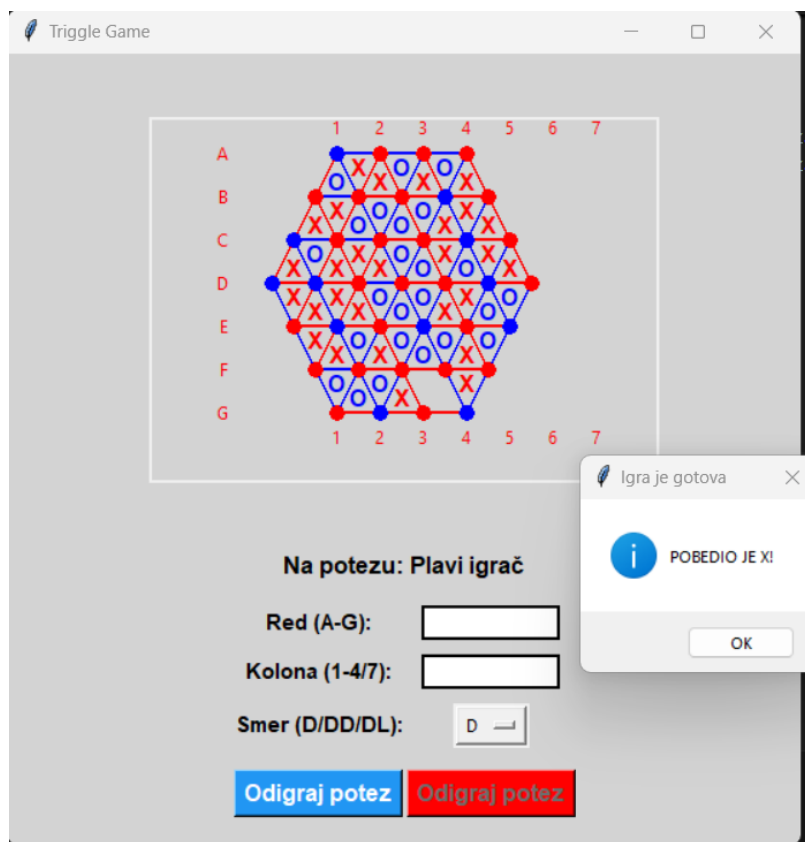 Triggle Game
1 2 3 4 5 6 7
A
O X X O X O X
B
X X O O O O X X X
C
X O X X X X O X O X X
D
X X X X O O O X X O O
E
X X O X O O O X O
F
O O O X X
G
1 2 3 4 5 6 7
Igra je gotova
POBEDIO JE X!
OK
Na potezu: Plavi igrač
Red (A-G):
Kolona (1-4/7):
Smer (D/DD/DL): D
Odigraj potez Odigraj potez